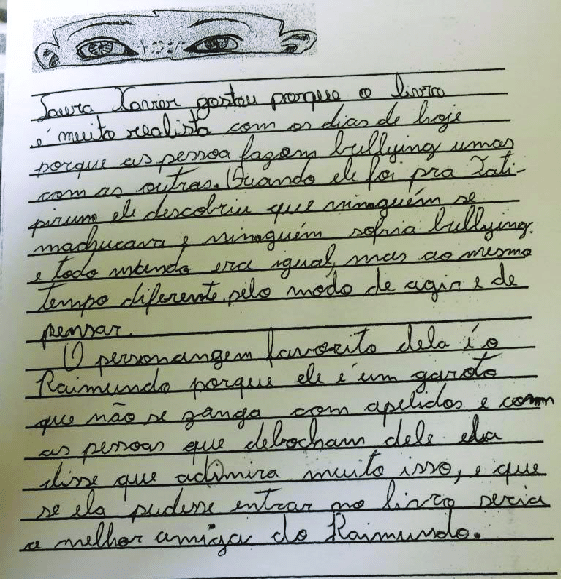 Laura Xavier gostou porque o livro
é muito realista com os dias de hoje
porque as pessoa fazem bullying umas
com as outras. Quando ele foi pra Tati-
pirum ele descobriu que ninguém se
machucava e ninguém sofria bullying.
e todo mundo era igual, mas ao mesmo
tempo diferente pelo modo de agir e de
pensar.
O personangem favorito dela é o
Raimundo porque ele é um garoto
que não se zanga com apelidos e com
as pessoas que debocham dele ela
disse que adimira muito isso, e que
se ela pudesse entrar no livro seria
a melhor amiga do Raimundo.